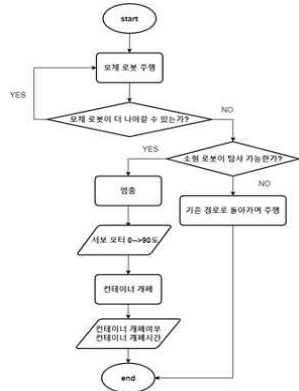 start
모체 로봇 주행
YES
모체 로봇이 더 나아갈 수 있는가?
NO
소형 로봇이 탐사 가능한가?
YES
멈춤
NO
기존 경로로 돌아가며 주행
서보 모터 0-->90도
컨테이너 개폐
컨테이너 개폐여부
컨테이너 개폐시간
end